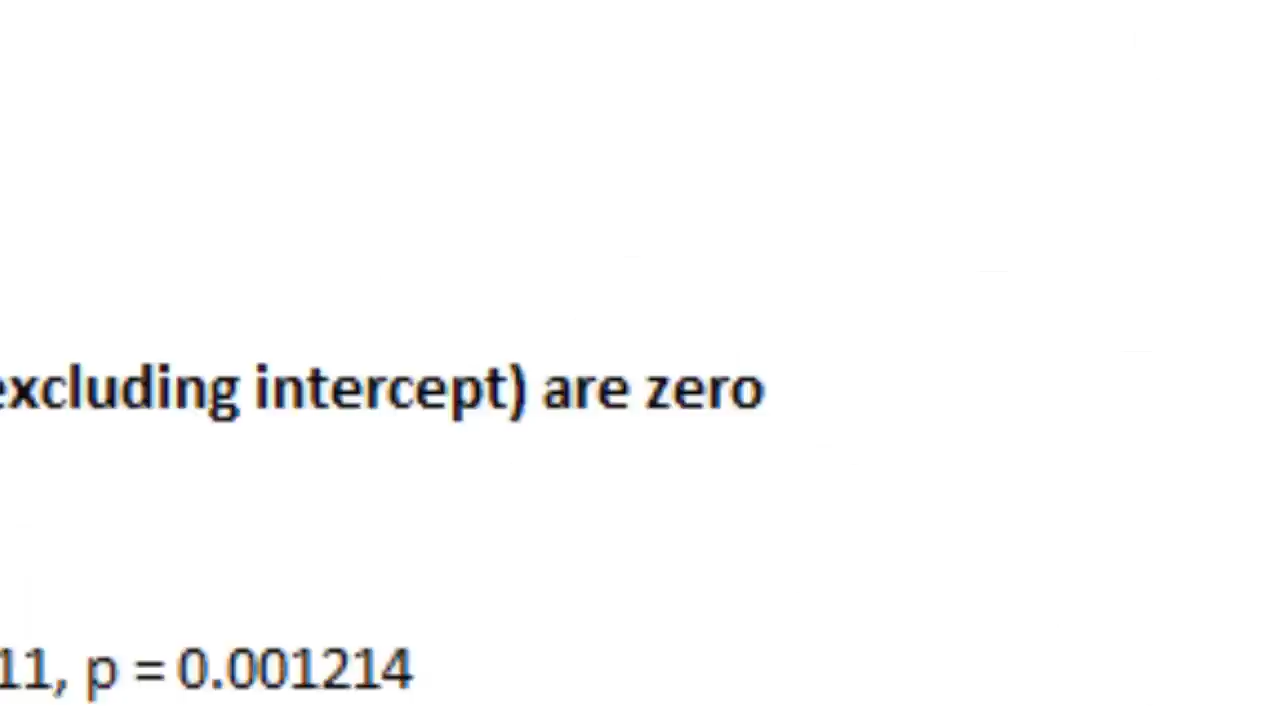 excluding intercept) are zero
11, p = 0.001214